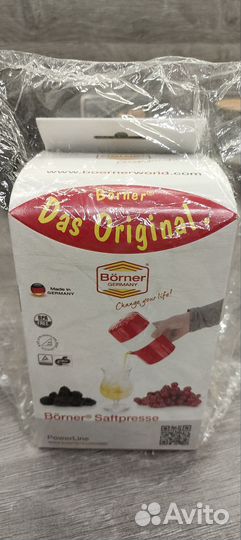 www.boernerworld.com
Börner®
Das Original.
Börner
GERMANY
Change your life!
Made in
GERMANY
BPA
FREE
Börner® Saftpresse
PowerLine
Avito